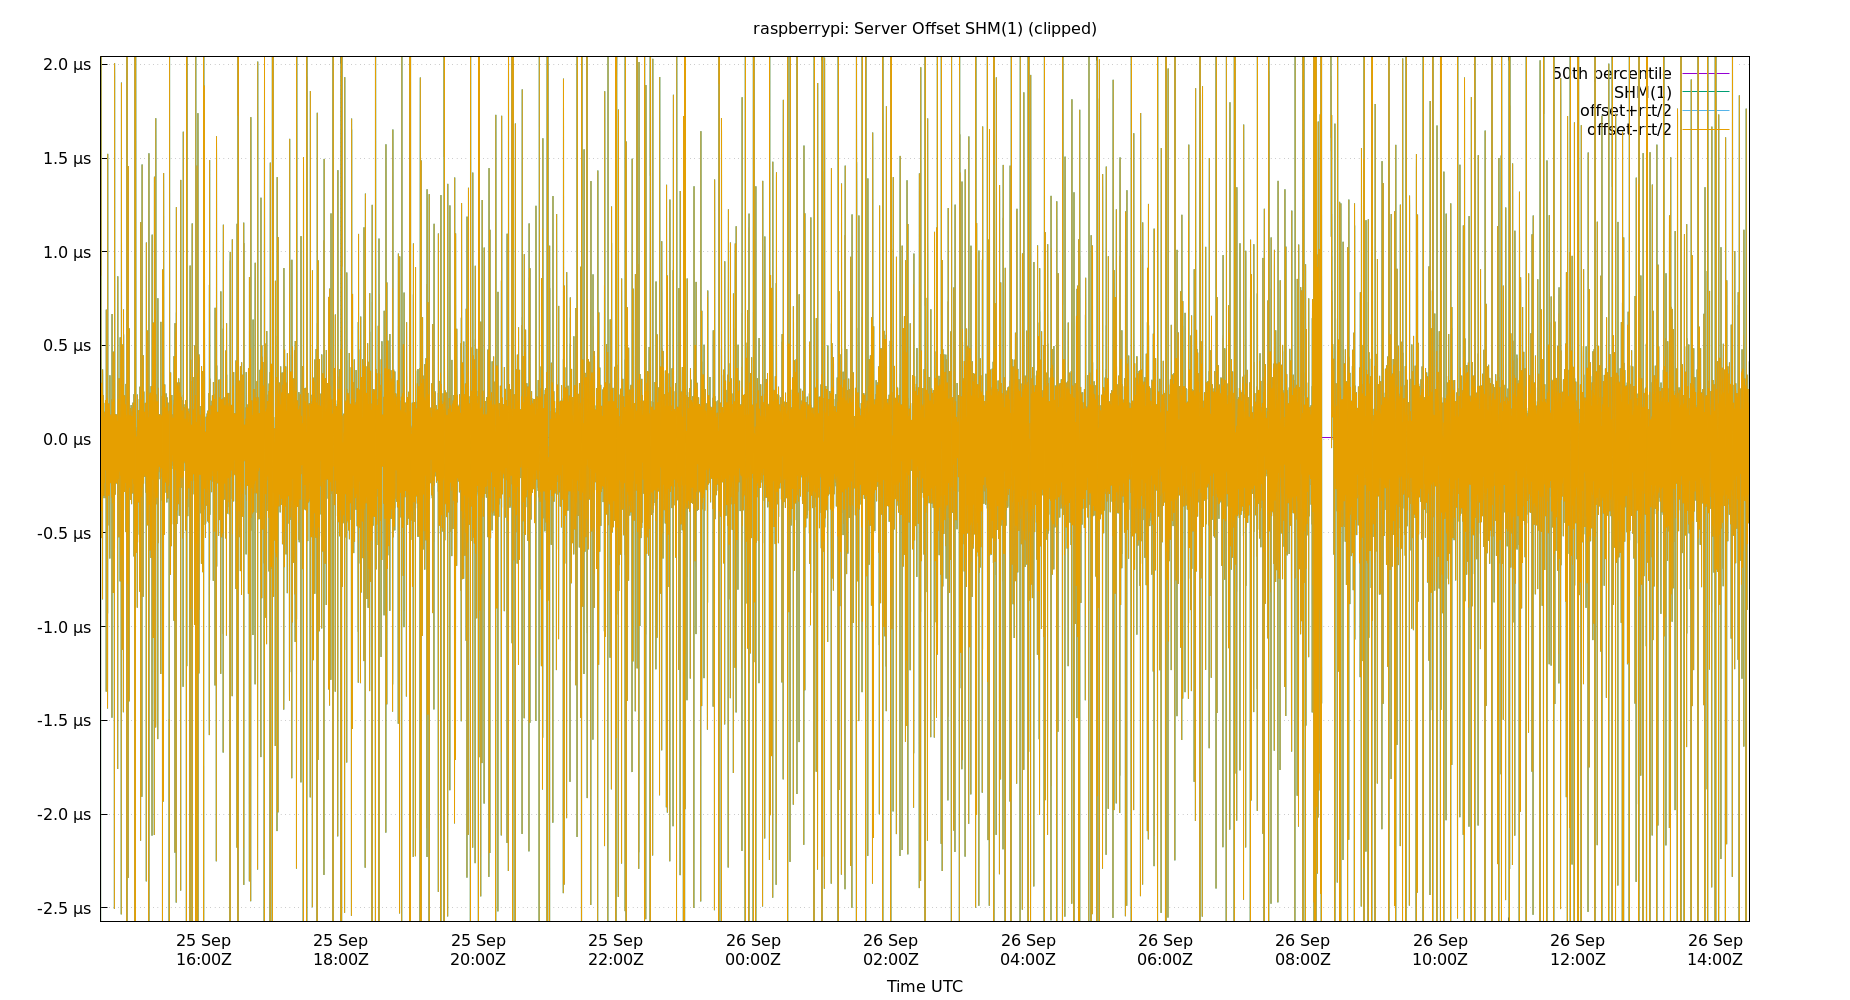 raspberrypi: Server Offset SHM(1) (clipped)
2.0 µs
1.5 µs
1.0 µs
0.5 µs
0.0 µs
-0.5 µs
-1.0 µs
-1.5 µs
-2.0 µs
-2.5 µs
50th percentile
SHM(1)
offset+rtt/2
offset-rtt/2
25 Sep 16:00Z
25 Sep 18:00Z
25 Sep 20:00Z
25 Sep 22:00Z
26 Sep 00:00Z
26 Sep 02:00Z
26 Sep 04:00Z
26 Sep 06:00Z
26 Sep 08:00Z
26 Sep 10:00Z
26 Sep 12:00Z
26 Sep 14:00Z
Time UTC